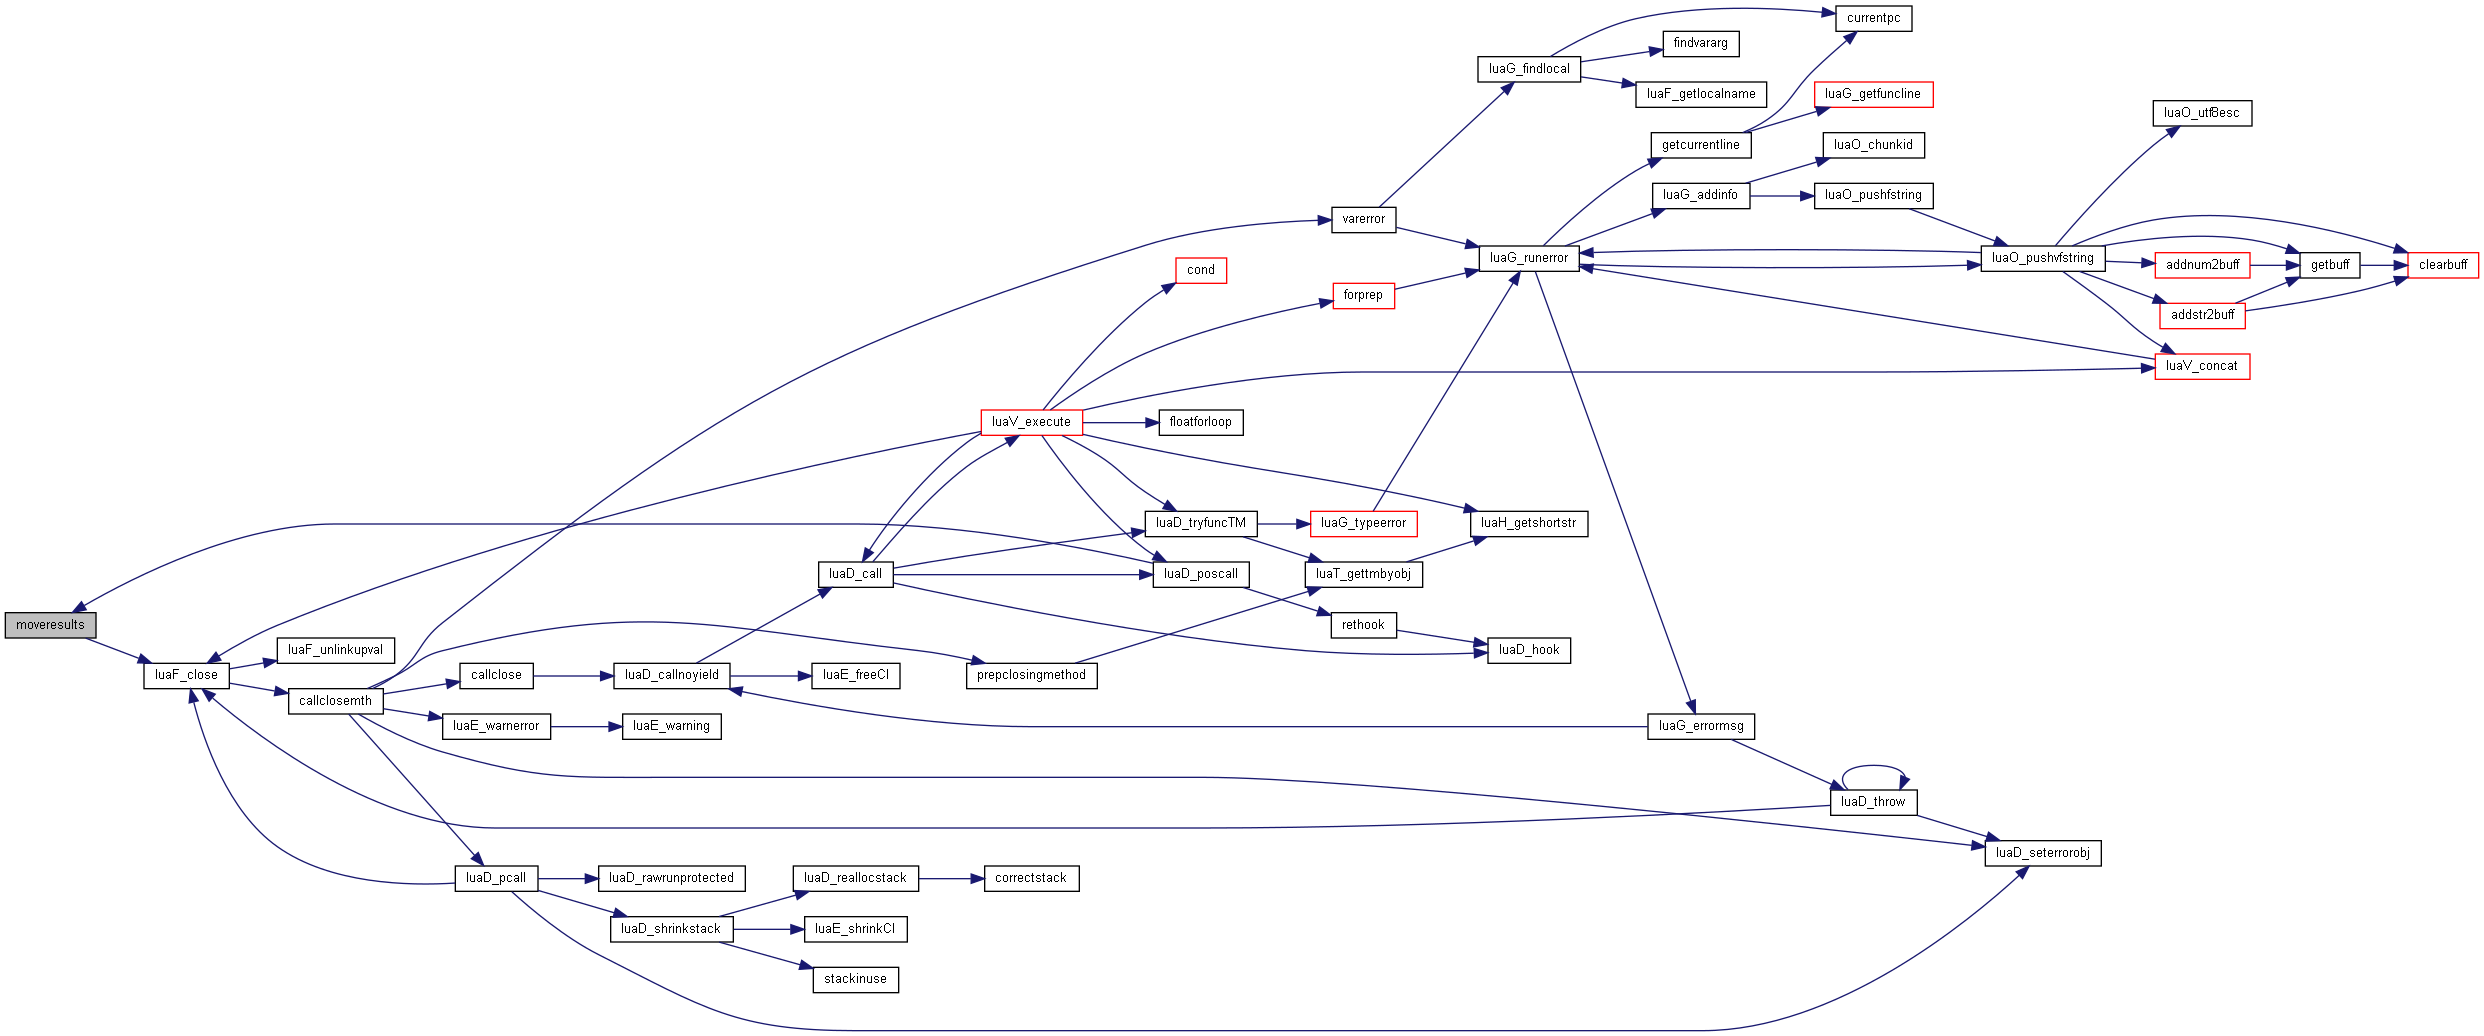 currentpc
findvararg
luaG_findlocal
luaF_getlocalname
luaG_getfuncline
luaO_utf8esc
getcurrentline
luaO_chunkid
luaG_addinfo
luaO_pushfstring
varerror
luaG_runerror
luaO_pushvfstring
addnum2buff
getbuff
clearbuff
cond
forprep
addstr2buff
luaV_concat
luaV_execute
floatforloop
luaD_tryfuncTM
luaG_typeerror
luaH_getshortstr
luaD_call
luaD_poscall
luaT_gettmbyobj
moveresults
rethook
luaF_unlinkupval
luaD_hook
luaF_close
callclose
luaD_callnoyield
luaE_freeCI
prepclosingmethod
callclosemth
luaE_warnerror
luaE_warning
luaG_errormsg
luaD_throw
luaD_seterrorobj
luaD_pcall
luaD_rawrunprotected
luaD_reallocstack
correctstack
luaD_shrinkstack
luaE_shrinkCI
stackinuse